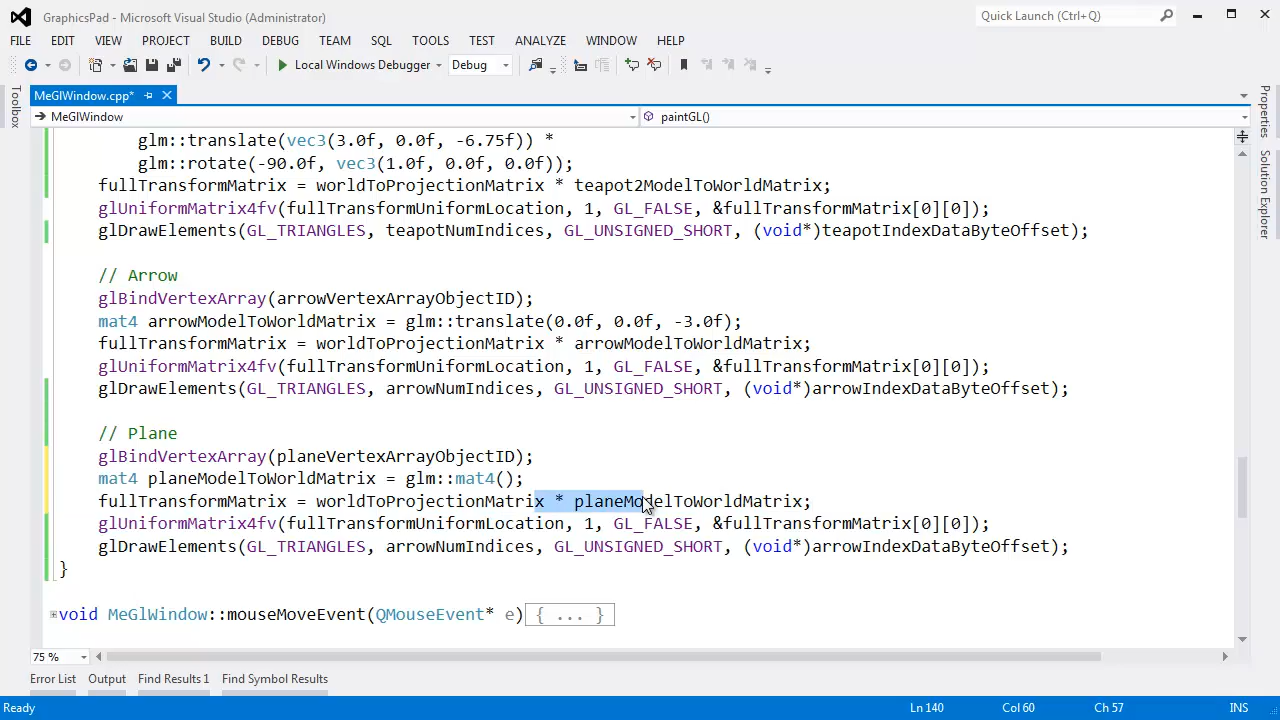 GraphicsPad - Microsoft Visual Studio (Administrator)
Quick Launch (Ctrl+Q)
FILE EDIT VIEW PROJECT BUILD DEBUG TEAM SQL TOOLS TEST ANALYZE WINDOW HELP
Local Windows Debugger Debug
Toolbox
MeGlWindow.cpp*
MeGlWindow paintGL()
Properties
Solution Explorer
glm::translate(vec3(3.0f, 0.0f, -6.75f)) *
glm::rotate(-90.0f, vec3(1.0f, 0.0f, 0.0f));
fullTransformMatrix = worldToProjectionMatrix * teapot2ModelToWorldMatrix;
glUniformMatrix4fv(fullTransformUniformLocation, 1, GL_FALSE, &fullTransformMatrix[0][0]);
glDrawElements(GL_TRIANGLES, teapotNumIndices, GL_UNSIGNED_SHORT, (void*)teapotIndexDataByteOffset);
// Arrow
glBindVertexArray(arrowVertexArrayObjectID);
mat4 arrowModelToWorldMatrix = glm::translate(0.0f, 0.0f, -3.0f);
fullTransformMatrix = worldToProjectionMatrix * arrowModelToWorldMatrix;
glUniformMatrix4fv(fullTransformUniformLocation, 1, GL_FALSE, &fullTransformMatrix[0][0]);
glDrawElements(GL_TRIANGLES, arrowNumIndices, GL_UNSIGNED_SHORT, (void*)arrowIndexDataByteOffset);
// Plane
glBindVertexArray(planeVertexArrayObjectID);
mat4 planeModelToWorldMatrix = glm::mat4();
fullTransformMatrix = worldToProjectionMatrix * planeModelToWorldMatrix;
glUniformMatrix4fv(fullTransformUniformLocation, 1, GL_FALSE, &fullTransformMatrix[0][0]);
glDrawElements(GL_TRIANGLES, arrowNumIndices, GL_UNSIGNED_SHORT, (void*)arrowIndexDataByteOffset);
}
void MeGlWindow::mouseMoveEvent(QMouseEvent* e){ ... }
75 %
Error List Output Find Results 1 Find Symbol Results
Ready Ln 140 Col 60 Ch 57 INS